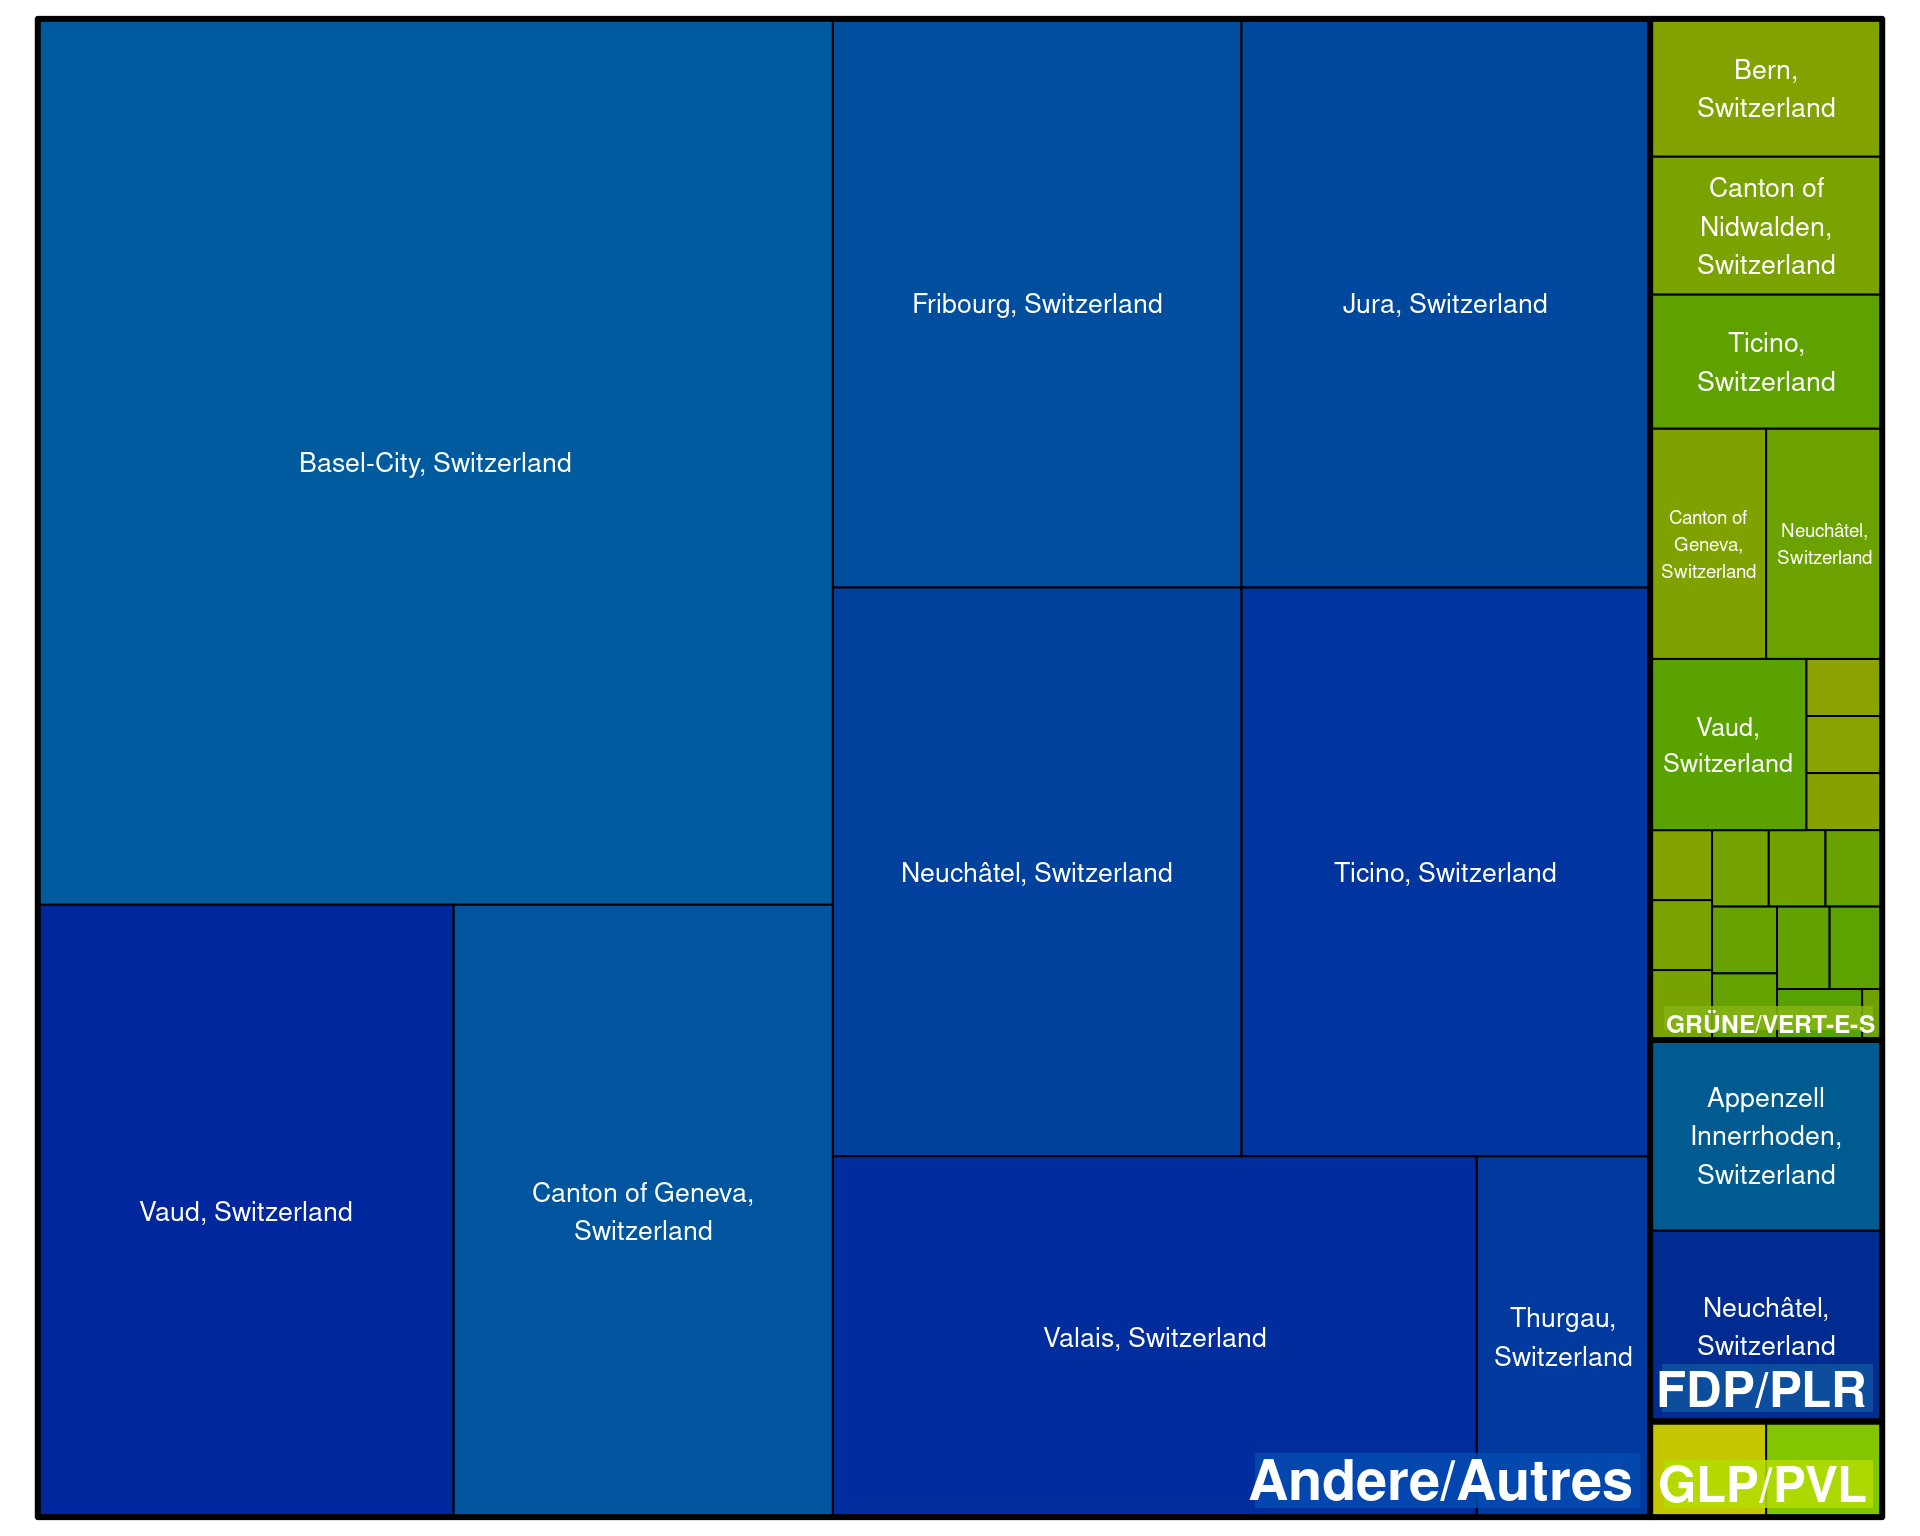 Basel-City, Switzerland
Fribourg, Switzerland
Jura, Switzerland
Neuchâtel, Switzerland
Ticino, Switzerland
Vaud, Switzerland
Canton of Geneva,
Switzerland
Valais, Switzerland
Thurgau,
Switzerland
Andere/Autres
Bern,
Switzerland
Canton of
Nidwalden,
Switzerland
Ticino,
Switzerland
Canton of
Geneva,
Switzerland
Neuchâtel,
Switzerland
Vaud,
Switzerland
GRÜNE/VERT-E-S
Appenzell
Innerrhoden,
Switzerland
Neuchâtel,
Switzerland
FDP/PLR
GLP/PVL